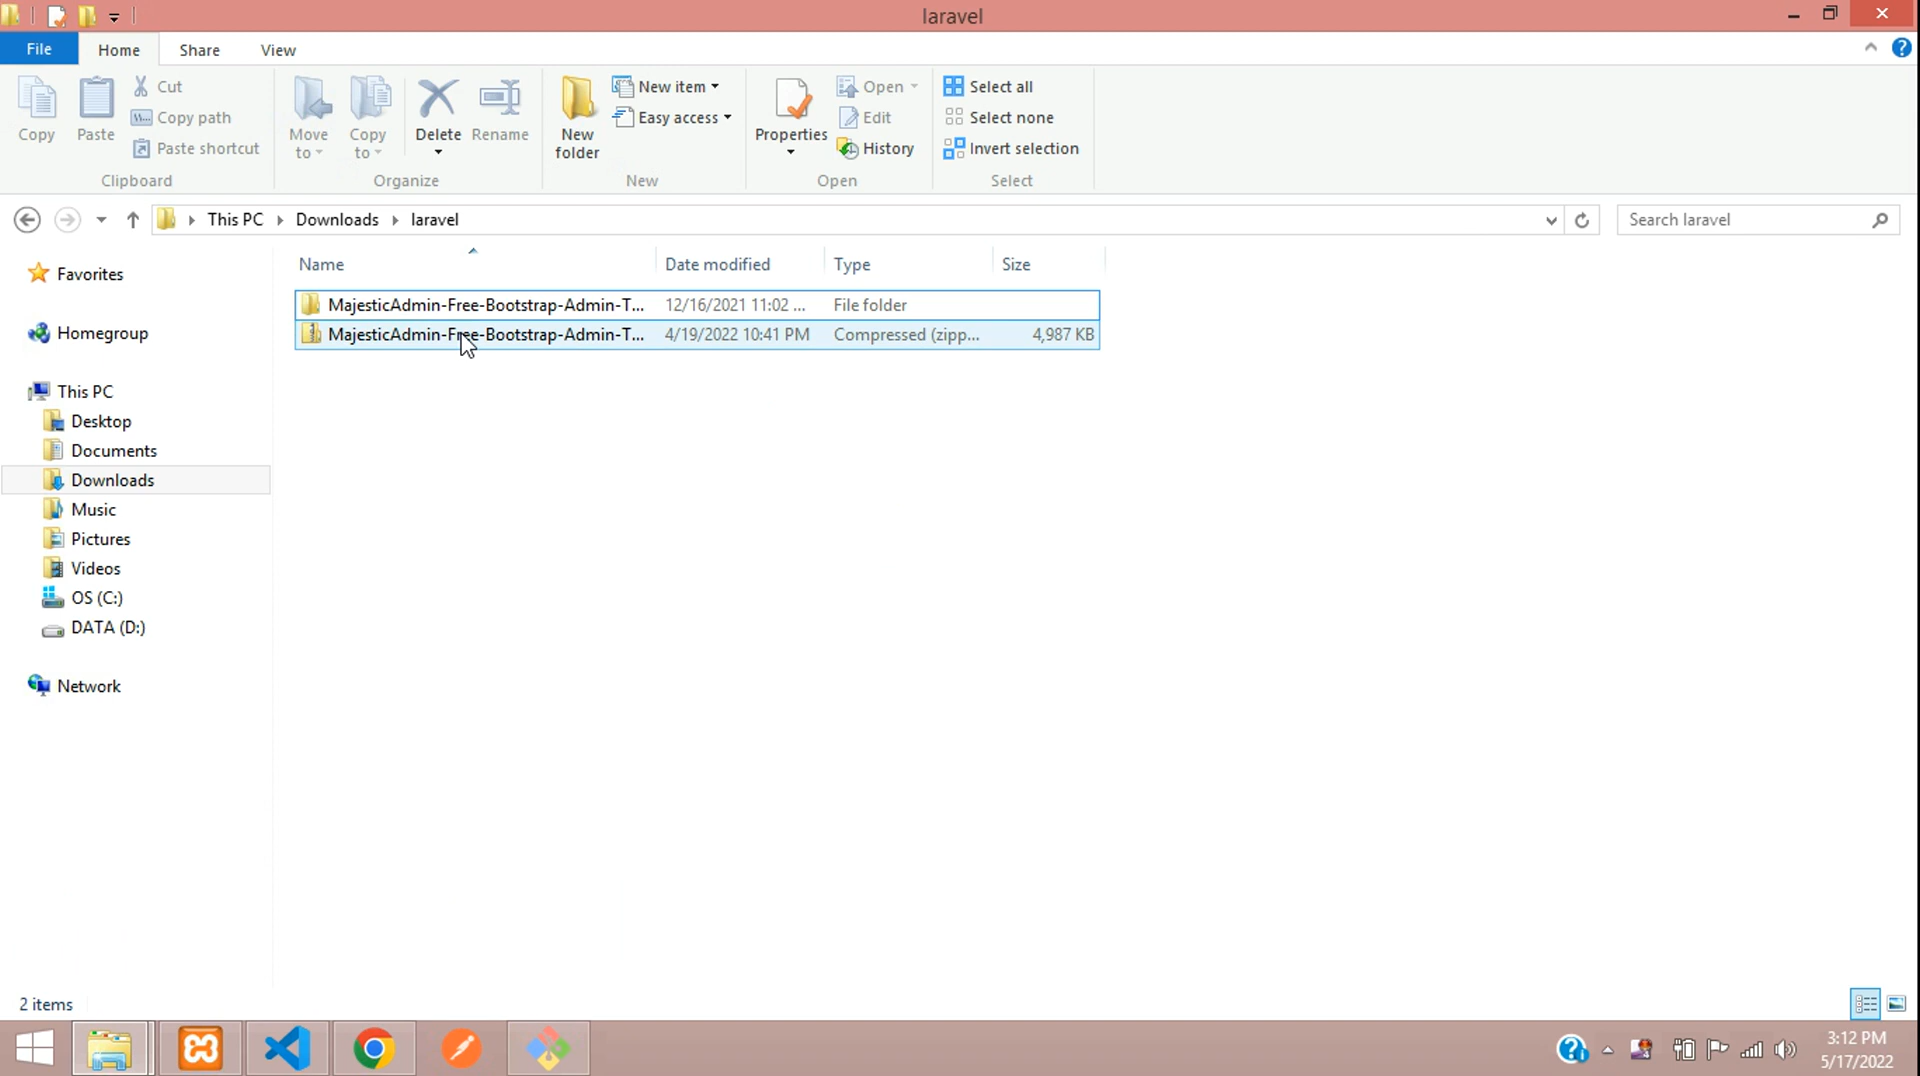 laravel
File Home Share View
Copy Paste Cut Copy path Paste shortcut Clipboard
Move to Copy to Delete Rename Organize
New folder New item Easy access New
Properties Open Edit History Open
Select all Select none Invert selection Select
This PC Downloads laravel Search laravel
Name Date modified Type Size
MajesticAdmin-Free-Bootstrap-Admin-T... 12/16/2021 11:02 ... File folder
MajesticAdmin-Free-Bootstrap-Admin-T... 4/19/2022 10:41 PM Compressed (zipp... 4,987 KB
Favorites
Homegroup
This PC
Desktop
Documents
Downloads
Music
Pictures
Videos
OS (C:)
DATA (D:)
Network
2 items
3:12 PM
5/17/2022